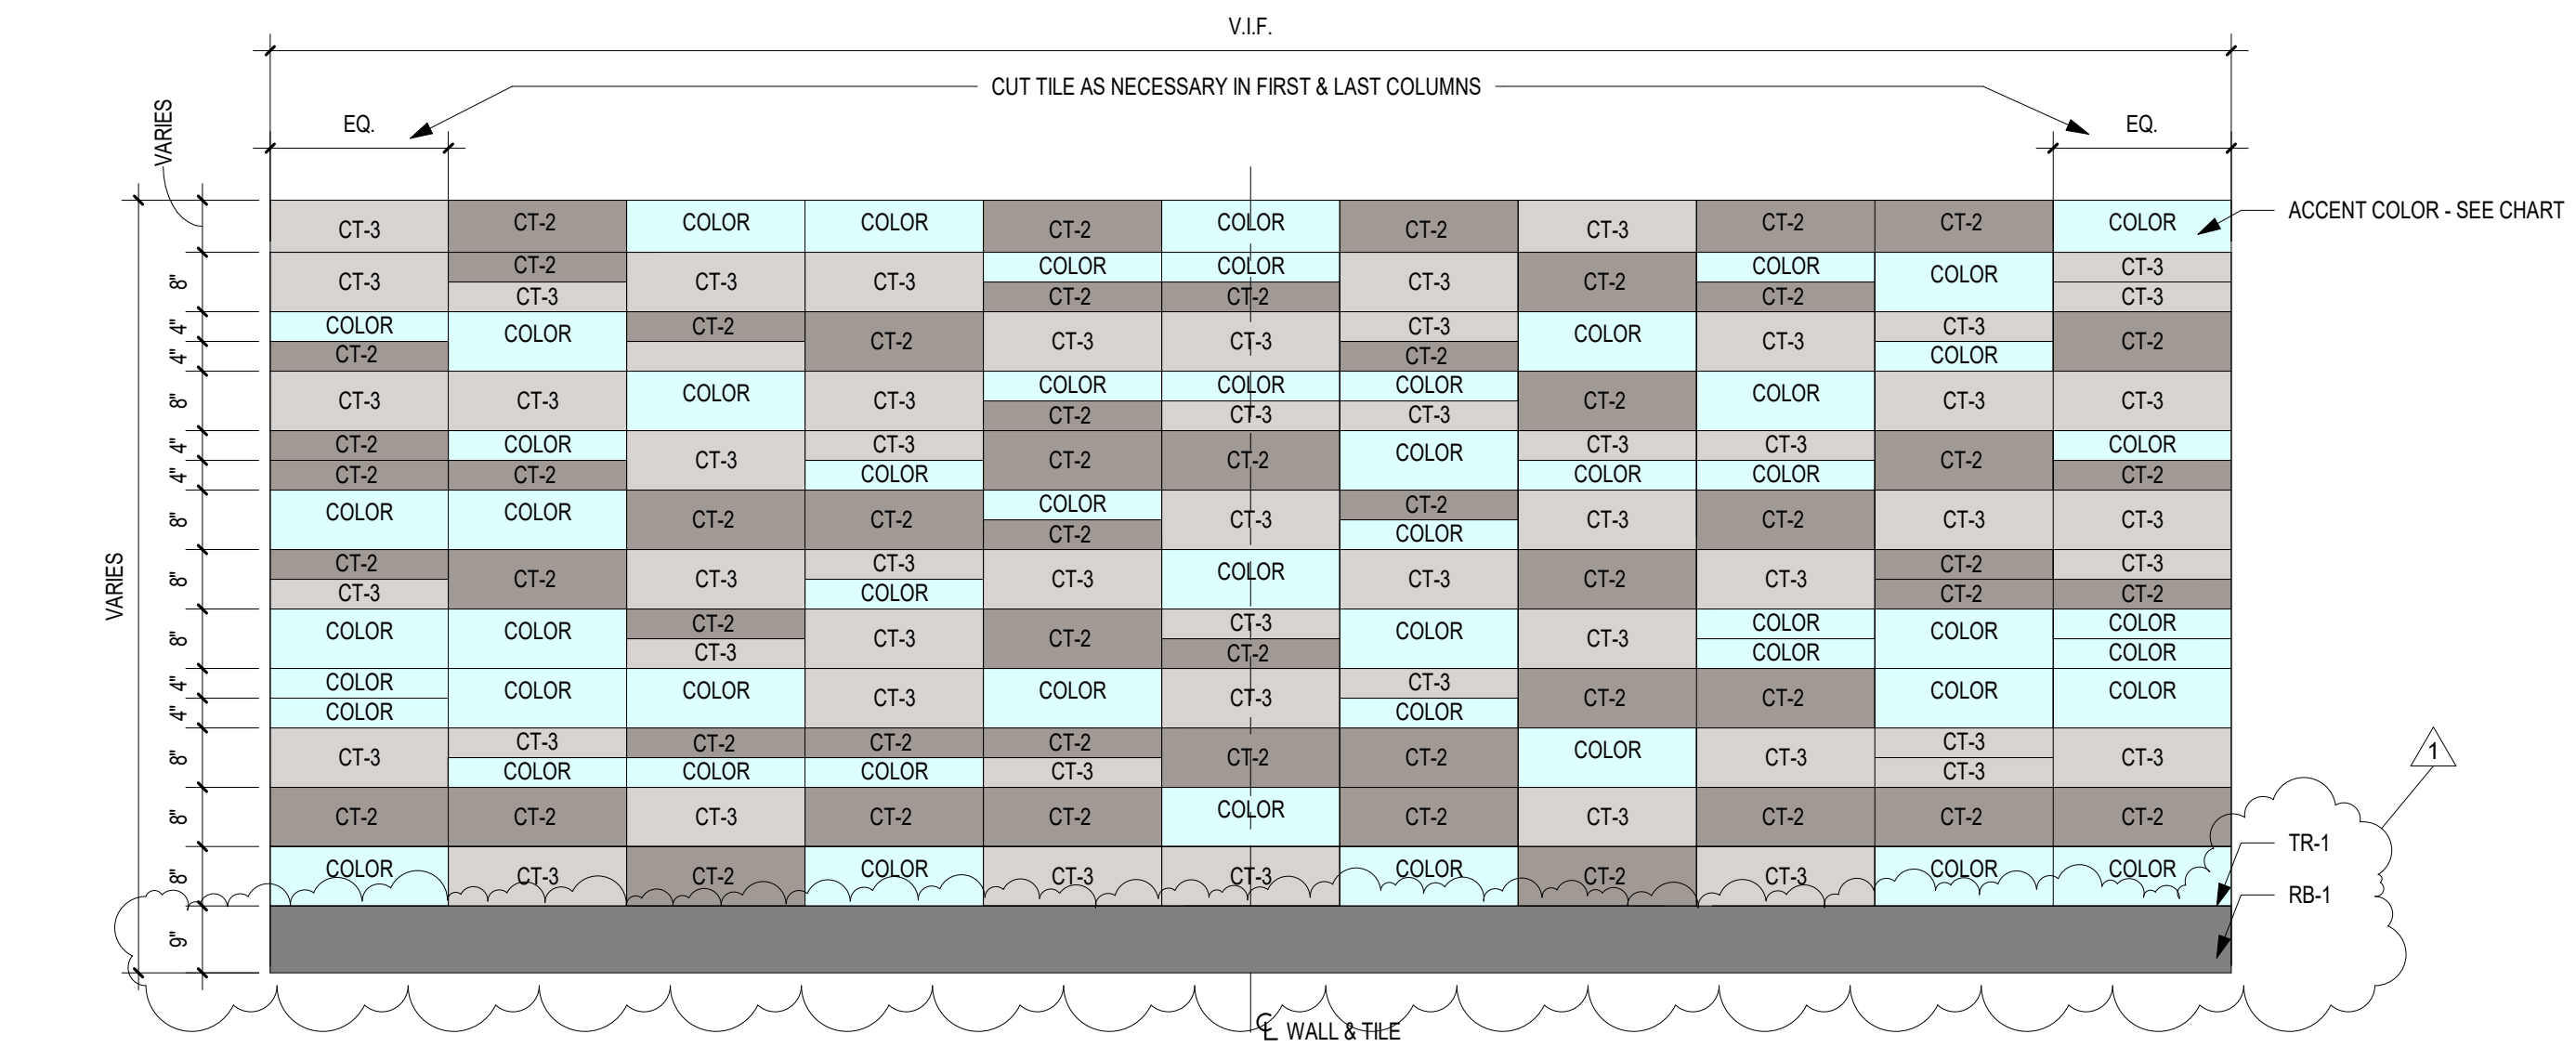 V.I.F.
CUT TILE AS NECESSARY IN FIRST & LAST COLUMNS
VARIES
EQ.
EQ.
ACCENT COLOR - SEE CHART
CT-3 CT-2 COLOR COLOR CT-2 COLOR CT-2 CT-3 CT-2 CT-2 COLOR
CT-2 COLOR COLOR COLOR CT-3
8" CT-3 CT-3 CT-3 CT-3 CT-2 COLOR
CT-3 CT-2 CT-2 CT-2 CT-3
4" COLOR COLOR CT-2 CT-3 COLOR CT-3
CT-2 CT-3 CT-3 CT-3 CT-2
4" CT-2 CT-2 COLOR
COLOR COLOR COLOR
8" CT-3 CT-3 COLOR CT-3 CT-2 COLOR CT-3 CT-3
CT-2 CT-3 CT-3
4" CT-2 COLOR CT-3 COLOR CT-3 CT-3 COLOR
CT-3 CT-2 CT-2 CT-2
4" CT-2 CT-2 COLOR COLOR COLOR CT-2
COLOR CT-2
8" COLOR COLOR CT-2 CT-2 CT-3 CT-3 CT-2 CT-3 CT-3
CT-2 COLOR
CT-2 CT-3 CT-2 CT-3
8" CT-2 CT-3 CT-3 COLOR CT-3 CT-2 CT-3
CT-3 COLOR CT-2 CT-2
VARIES
CT-2 CT-3 COLOR COLOR
8" COLOR COLOR CT-3 CT-2 COLOR CT-3 COLOR
CT-3 CT-2 COLOR COLOR
4" COLOR COLOR COLOR COLOR CT-3 COLOR COLOR
CT-3 CT-3 CT-2 CT-2
4" COLOR COLOR
CT-3 CT-2 CT-2 CT-2 CT-3
8" CT-3 CT-2 CT-2 COLOR CT-3 CT-3
COLOR COLOR COLOR CT-3 CT-3
1
8" CT-2 CT-2 CT-3 CT-2 CT-2 COLOR CT-2 CT-3 CT-2 CT-2 CT-2
TR-1
8" COLOR CT-3 CT-2 COLOR CT-3 CT-3 COLOR CT-2 CT-3 COLOR COLOR
RB-1
9"
℄ WALL & TILE